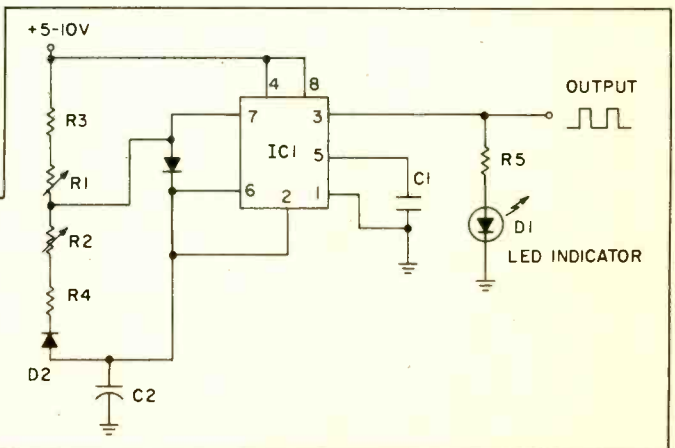 +5-10V
4 8
OUTPUT
R3
7
3
IC1
5
R5
R1
C1
6
2
1
R2
D1
LED INDICATOR
R4
D2
C2